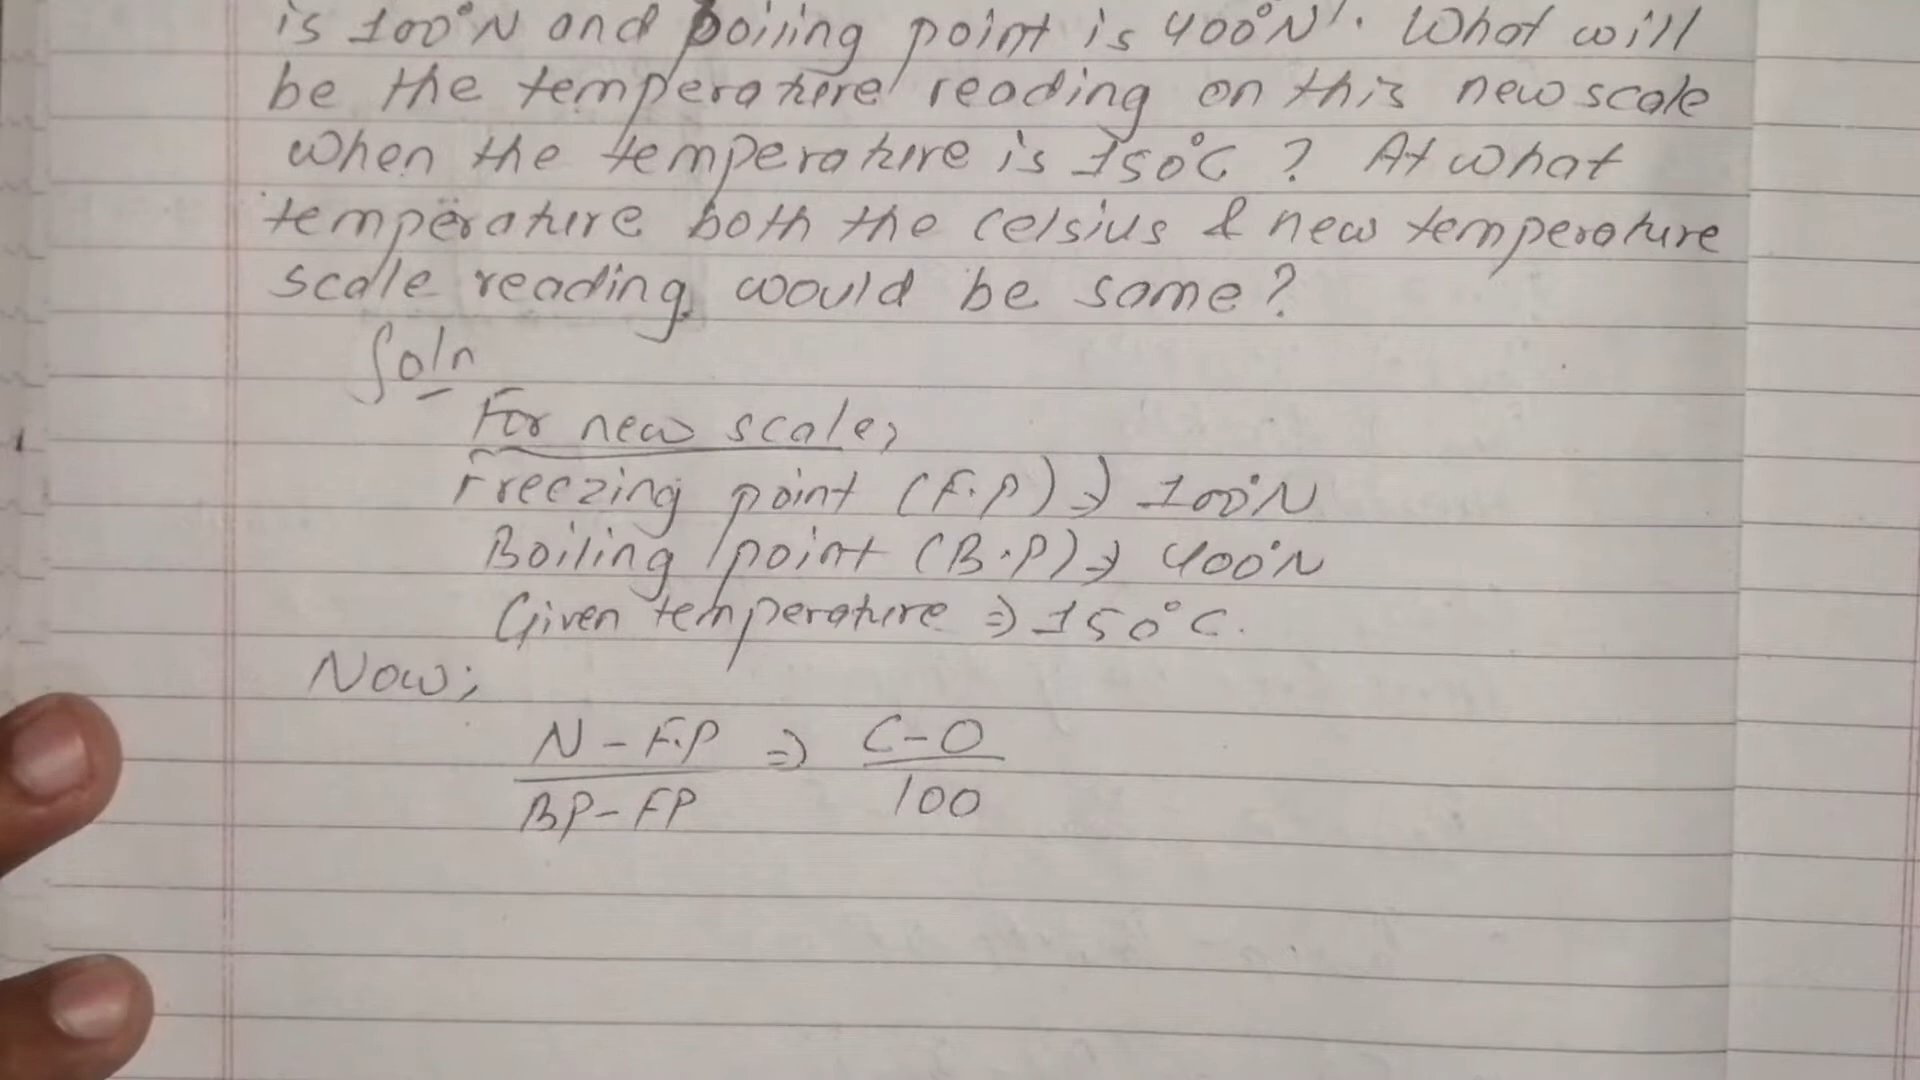 is 100°N and boiling point is 400°N'. What will
be the temperature reading on this new scale
when the temperature is 150°C ? At what
temperature both the celsius & new temperature
scale reading would be same?
Soln
For new scale,
Freezing point (F.P) ⇒ 100°N
Boiling point (B.P) ⇒ 400°N
Given temperature ⇒ 150°C.
Now;
N - F.P ⇒ C-0
BP-FP 100